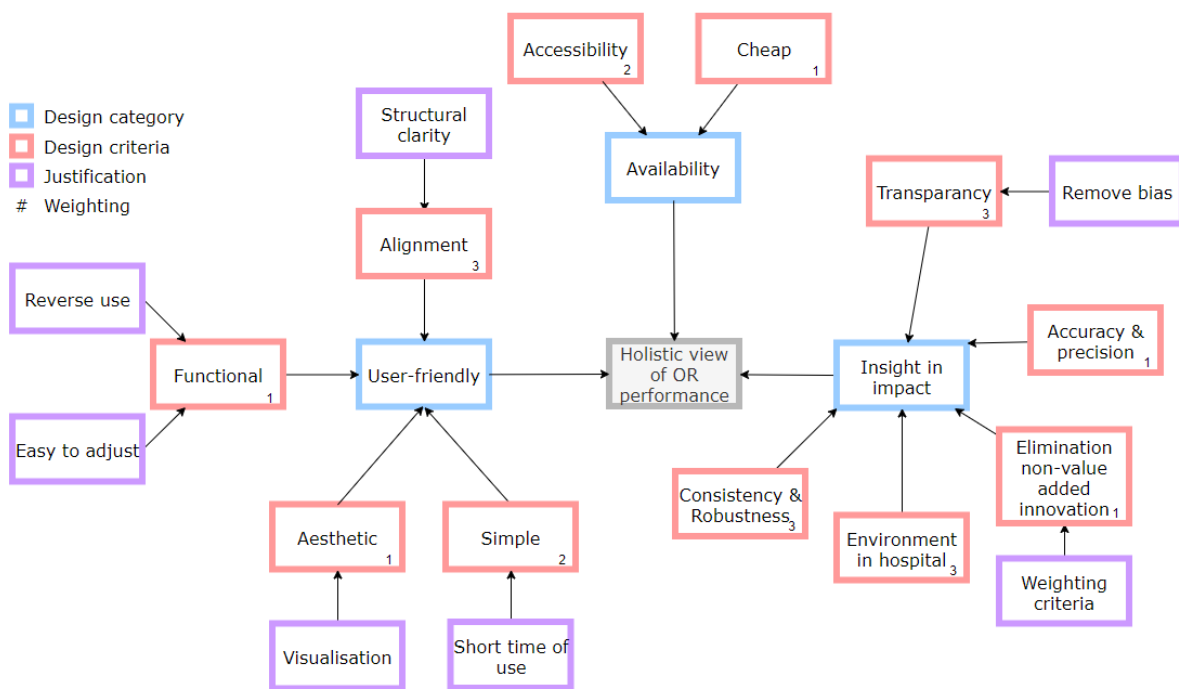 Accessibility
2
Cheap
1
Design category
Design criteria
Justification
# Weighting
Structural
clarity
Availability
Transparancy
3
Remove bias
Alignment
3
Reverse use
Functional
1
User-friendly
Holistic view
of OR
performance
Insight in
impact
Accuracy &
precision
1
Easy to adjust
Aesthetic
1
Simple
2
Consistency &
Robustness
3
Environment
in hospital
3
Elimination
non-value
added
innovation
1
Visualisation
Short time of
use
Weighting
criteria